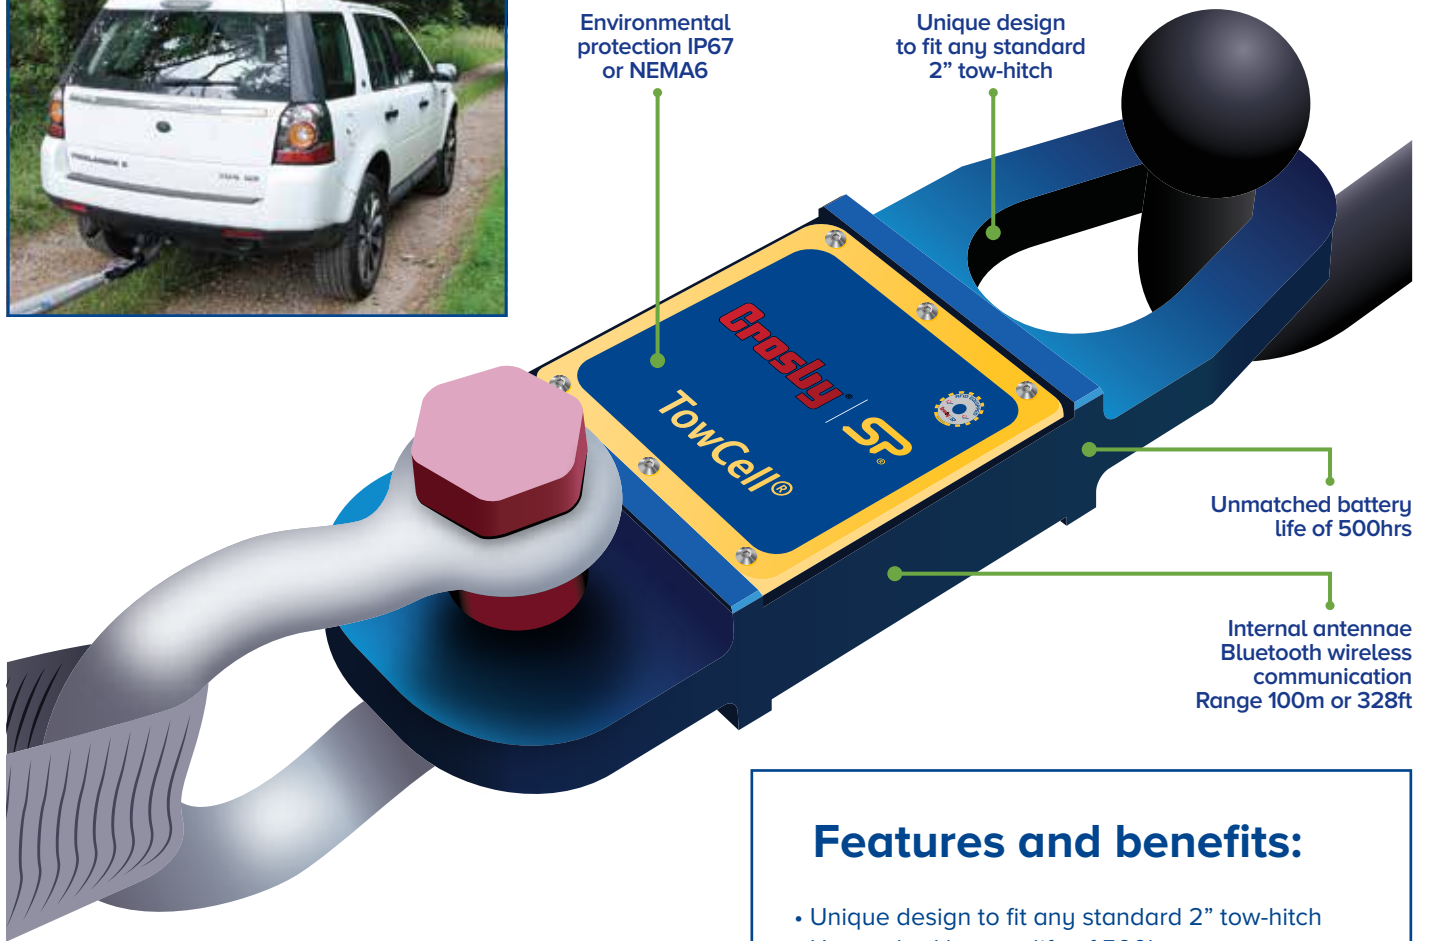 Environmental
protection IP67
or NEMA6
Unique design
to fit any standard
2” tow-hitch
Crosby
SP®
TowCell®
Unmatched battery
life of 500hrs
Internal antennae
Bluetooth wireless
communication
Range 100m or 328ft
Features and benefits:
• Unique design to fit any standard 2” tow-hitch